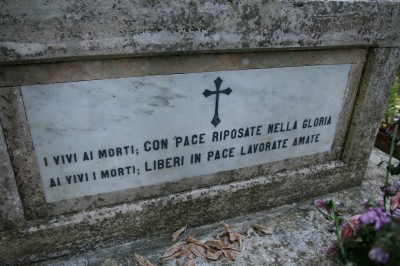 I VIVI AI MORTI; CON PACE RIPOSATE NELLA GLORIA
AI VIVI I MORTI; LIBERI IN PACE LAVORATE AMATE